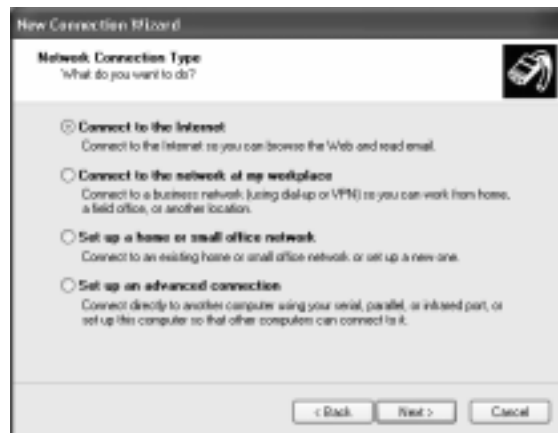 New Connection Wizard
Network Connection Type
What do you want to do?
Connect to the Internet
Connect to the Internet so you can browse the Web and read email.
Connect to the network at my workplace
Connect to a business network (using dial-up or VPN) so you can work from home,
a field office, or another location.
Set up a home or small office network
Connect to an existing home or small office network or set up a new one.
Set up an advanced connection
Connect directly to another computer using your serial, parallel, or infrared port, or
set up this computer so that other computers can connect to it.
< Back
Next >
Cancel